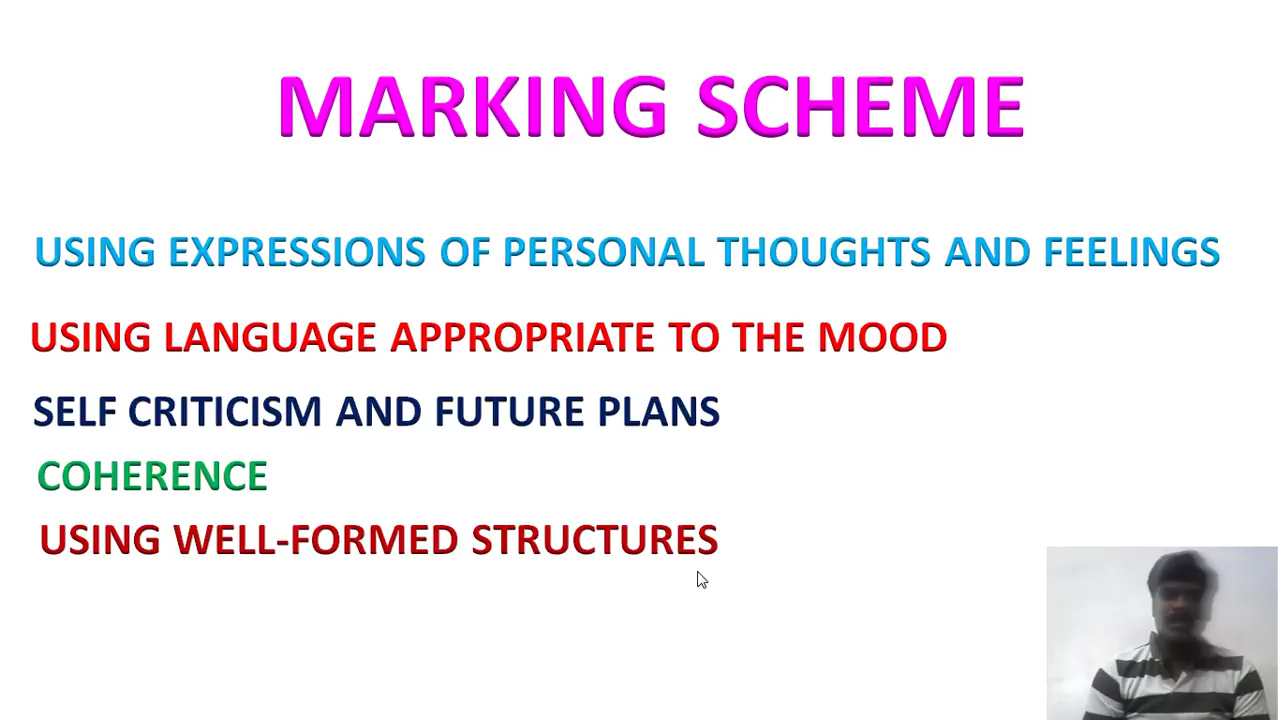 MARKING SCHEME
USING EXPRESSIONS OF PERSONAL THOUGHTS AND FEELINGS
USING LANGUAGE APPROPRIATE TO THE MOOD
SELF CRITICISM AND FUTURE PLANS
COHERENCE
USING WELL-FORMED STRUCTURES